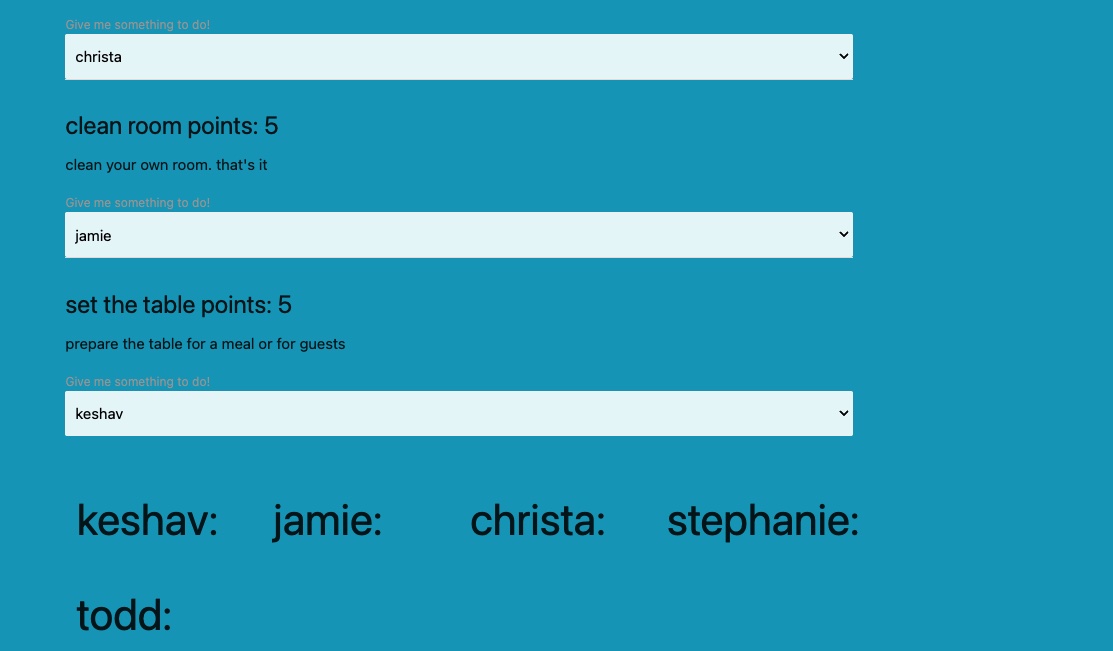 Give me something to do!
christa
clean room points: 5
clean your own room. that's it
Give me something to do!
jamie
set the table points: 5
prepare the table for a meal or for guests
Give me something to do!
keshav
keshav: jamie: christa: stephanie:
todd: